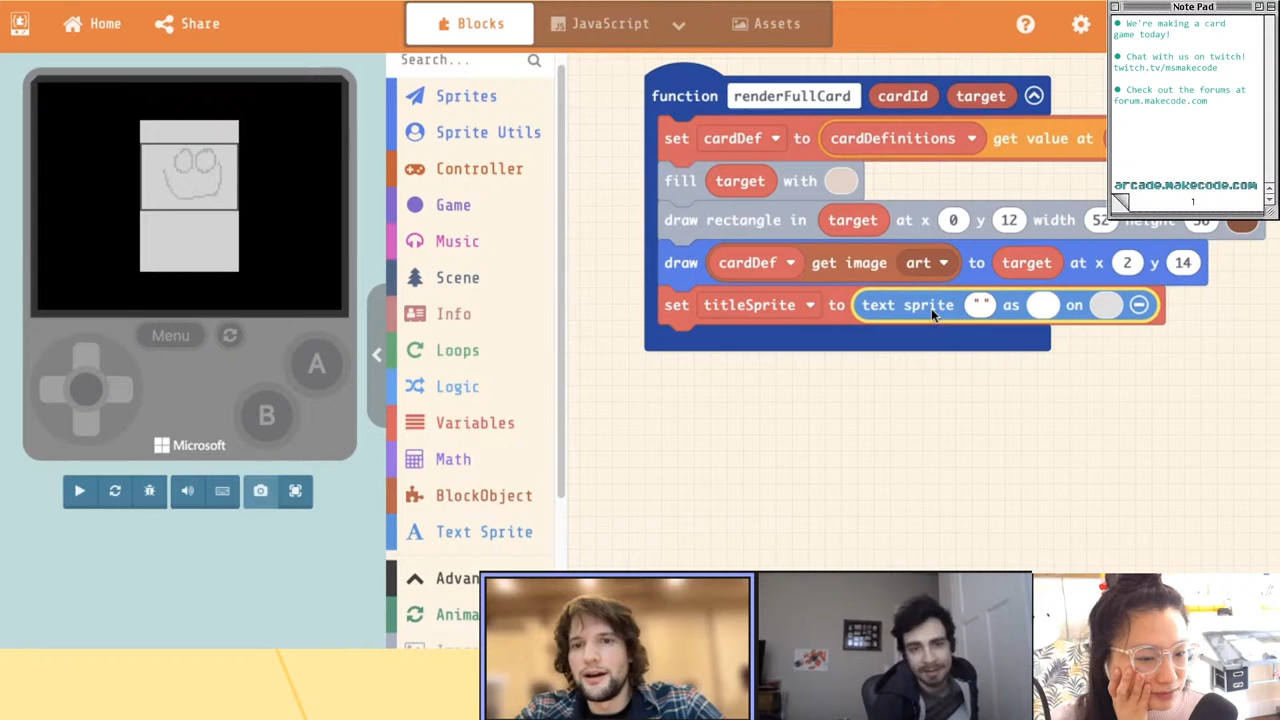 Home
Share
Blocks
JavaScript
Assets
Note Pad
We're making a card
game today!
Chat with us on twitch!
twitch.tv/msmakecode
Check out the forums at
forum.makecode.com
arcade.makecode.com
1
Menu
A
B
Microsoft
Search...
Sprites
Sprite Utils
Controller
Game
Music
Scene
Info
Loops
Logic
Variables
Math
BlockObject
Text Sprite
Advan
Anima
function renderFullCard cardId target
set cardDef to cardDefinitions get value at
fill target with
draw rectangle in target at x 0 y 12 width 52 height
draw cardDef get image art to target at x 2 y 14
set titleSprite to text sprite " " as on